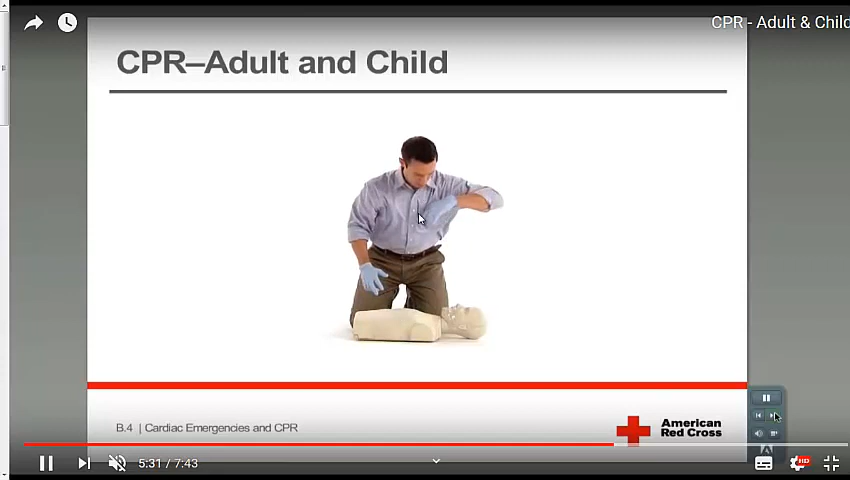 CPR - Adult & Child
CPR–Adult and Child
B.4 | Cardiac Emergencies and CPR
American
Red Cross
5:31 / 7:43
HD